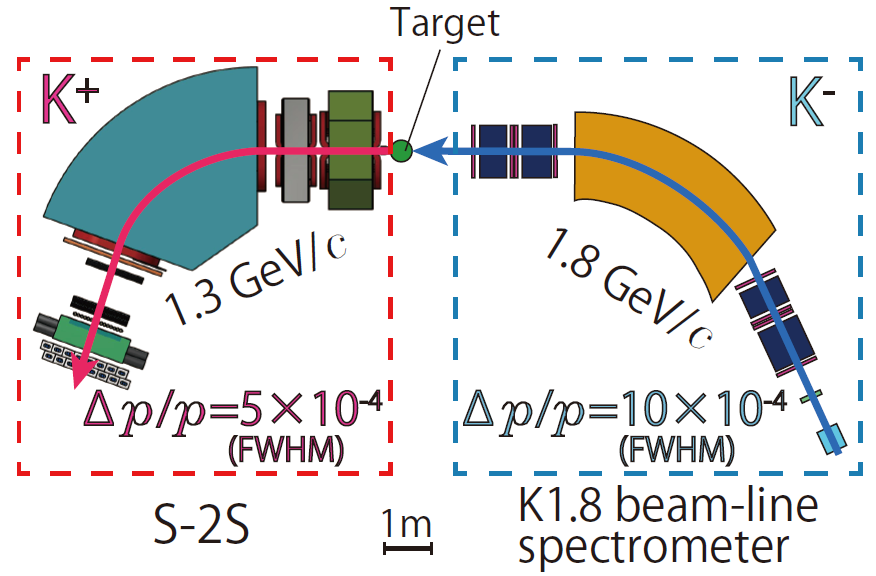 Target
K⁺
K⁻
1.3 GeV/c
1.8 GeV/c
Δp/p=5×10⁻⁴
(FWHM)
Δp/p=10×10⁻⁴
(FWHM)
S-2S
1m
K1.8 beam-line
spectrometer